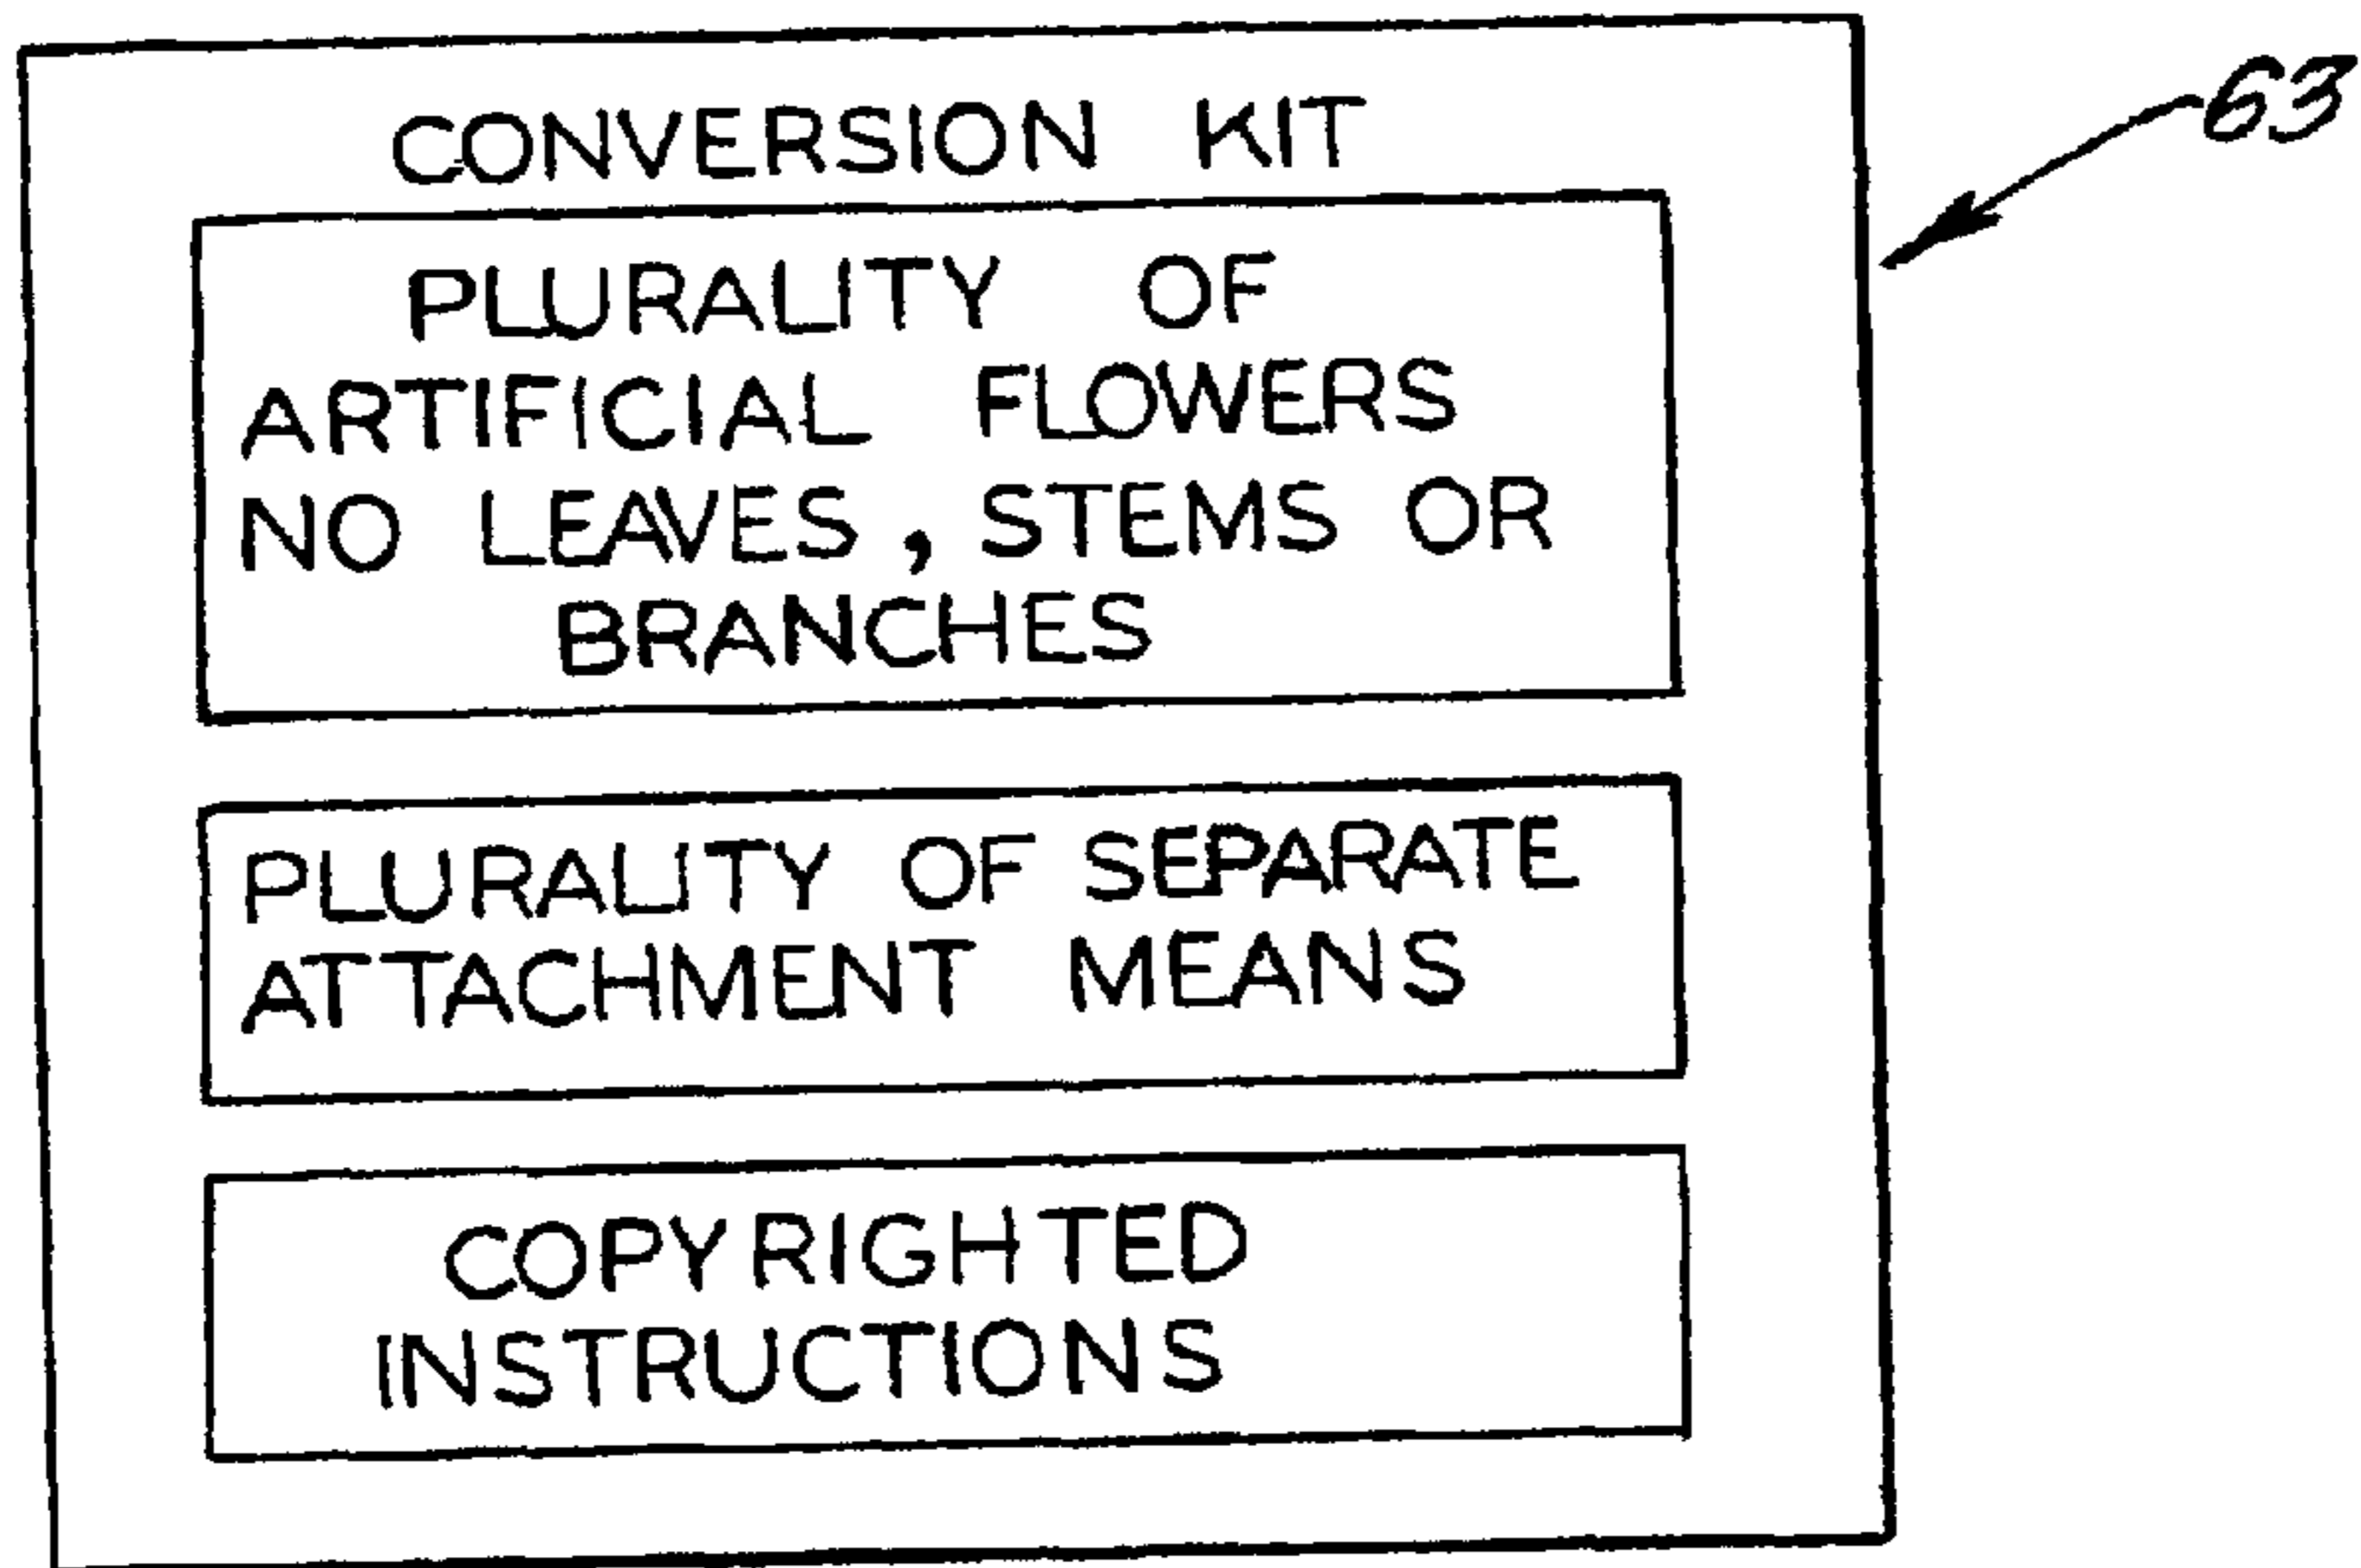 CONVERSION KIT
63
PLURALITY OF
ARTIFICIAL FLOWERS
NO LEAVES, STEMS OR
BRANCHES
PLURALITY OF SEPARATE
ATTACHMENT MEANS
COPYRIGHTED
INSTRUCTIONS